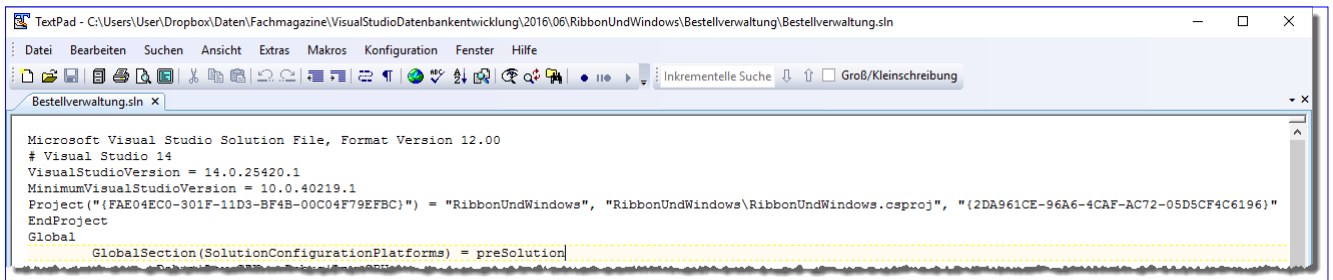 TextPad - C:\Users\User\Dropbox\Daten\Fachmagazine\VisualStudioDatenbankentwicklung\2016\06\RibbonUndWindows\Bestellverwaltung\Bestellverwaltung.sln
Datei Bearbeiten Suchen Ansicht Extras Makros Konfiguration Fenster Hilfe
Inkrementelle Suche Groß/Kleinschreibung
Bestellverwaltung.sln
Microsoft Visual Studio Solution File, Format Version 12.00
# Visual Studio 14
VisualStudioVersion = 14.0.25420.1
MinimumVisualStudioVersion = 10.0.40219.1
Project("{FAE04EC0-301F-11D3-BF4B-00C04F79EFBC}") = "RibbonUndWindows", "RibbonUndWindows\RibbonUndWindows.csproj", "{2DA961CE-96A6-4CAF-AC72-05D5CF4C6196}"
EndProject
Global
GlobalSection(SolutionConfigurationPlatforms) = preSolution